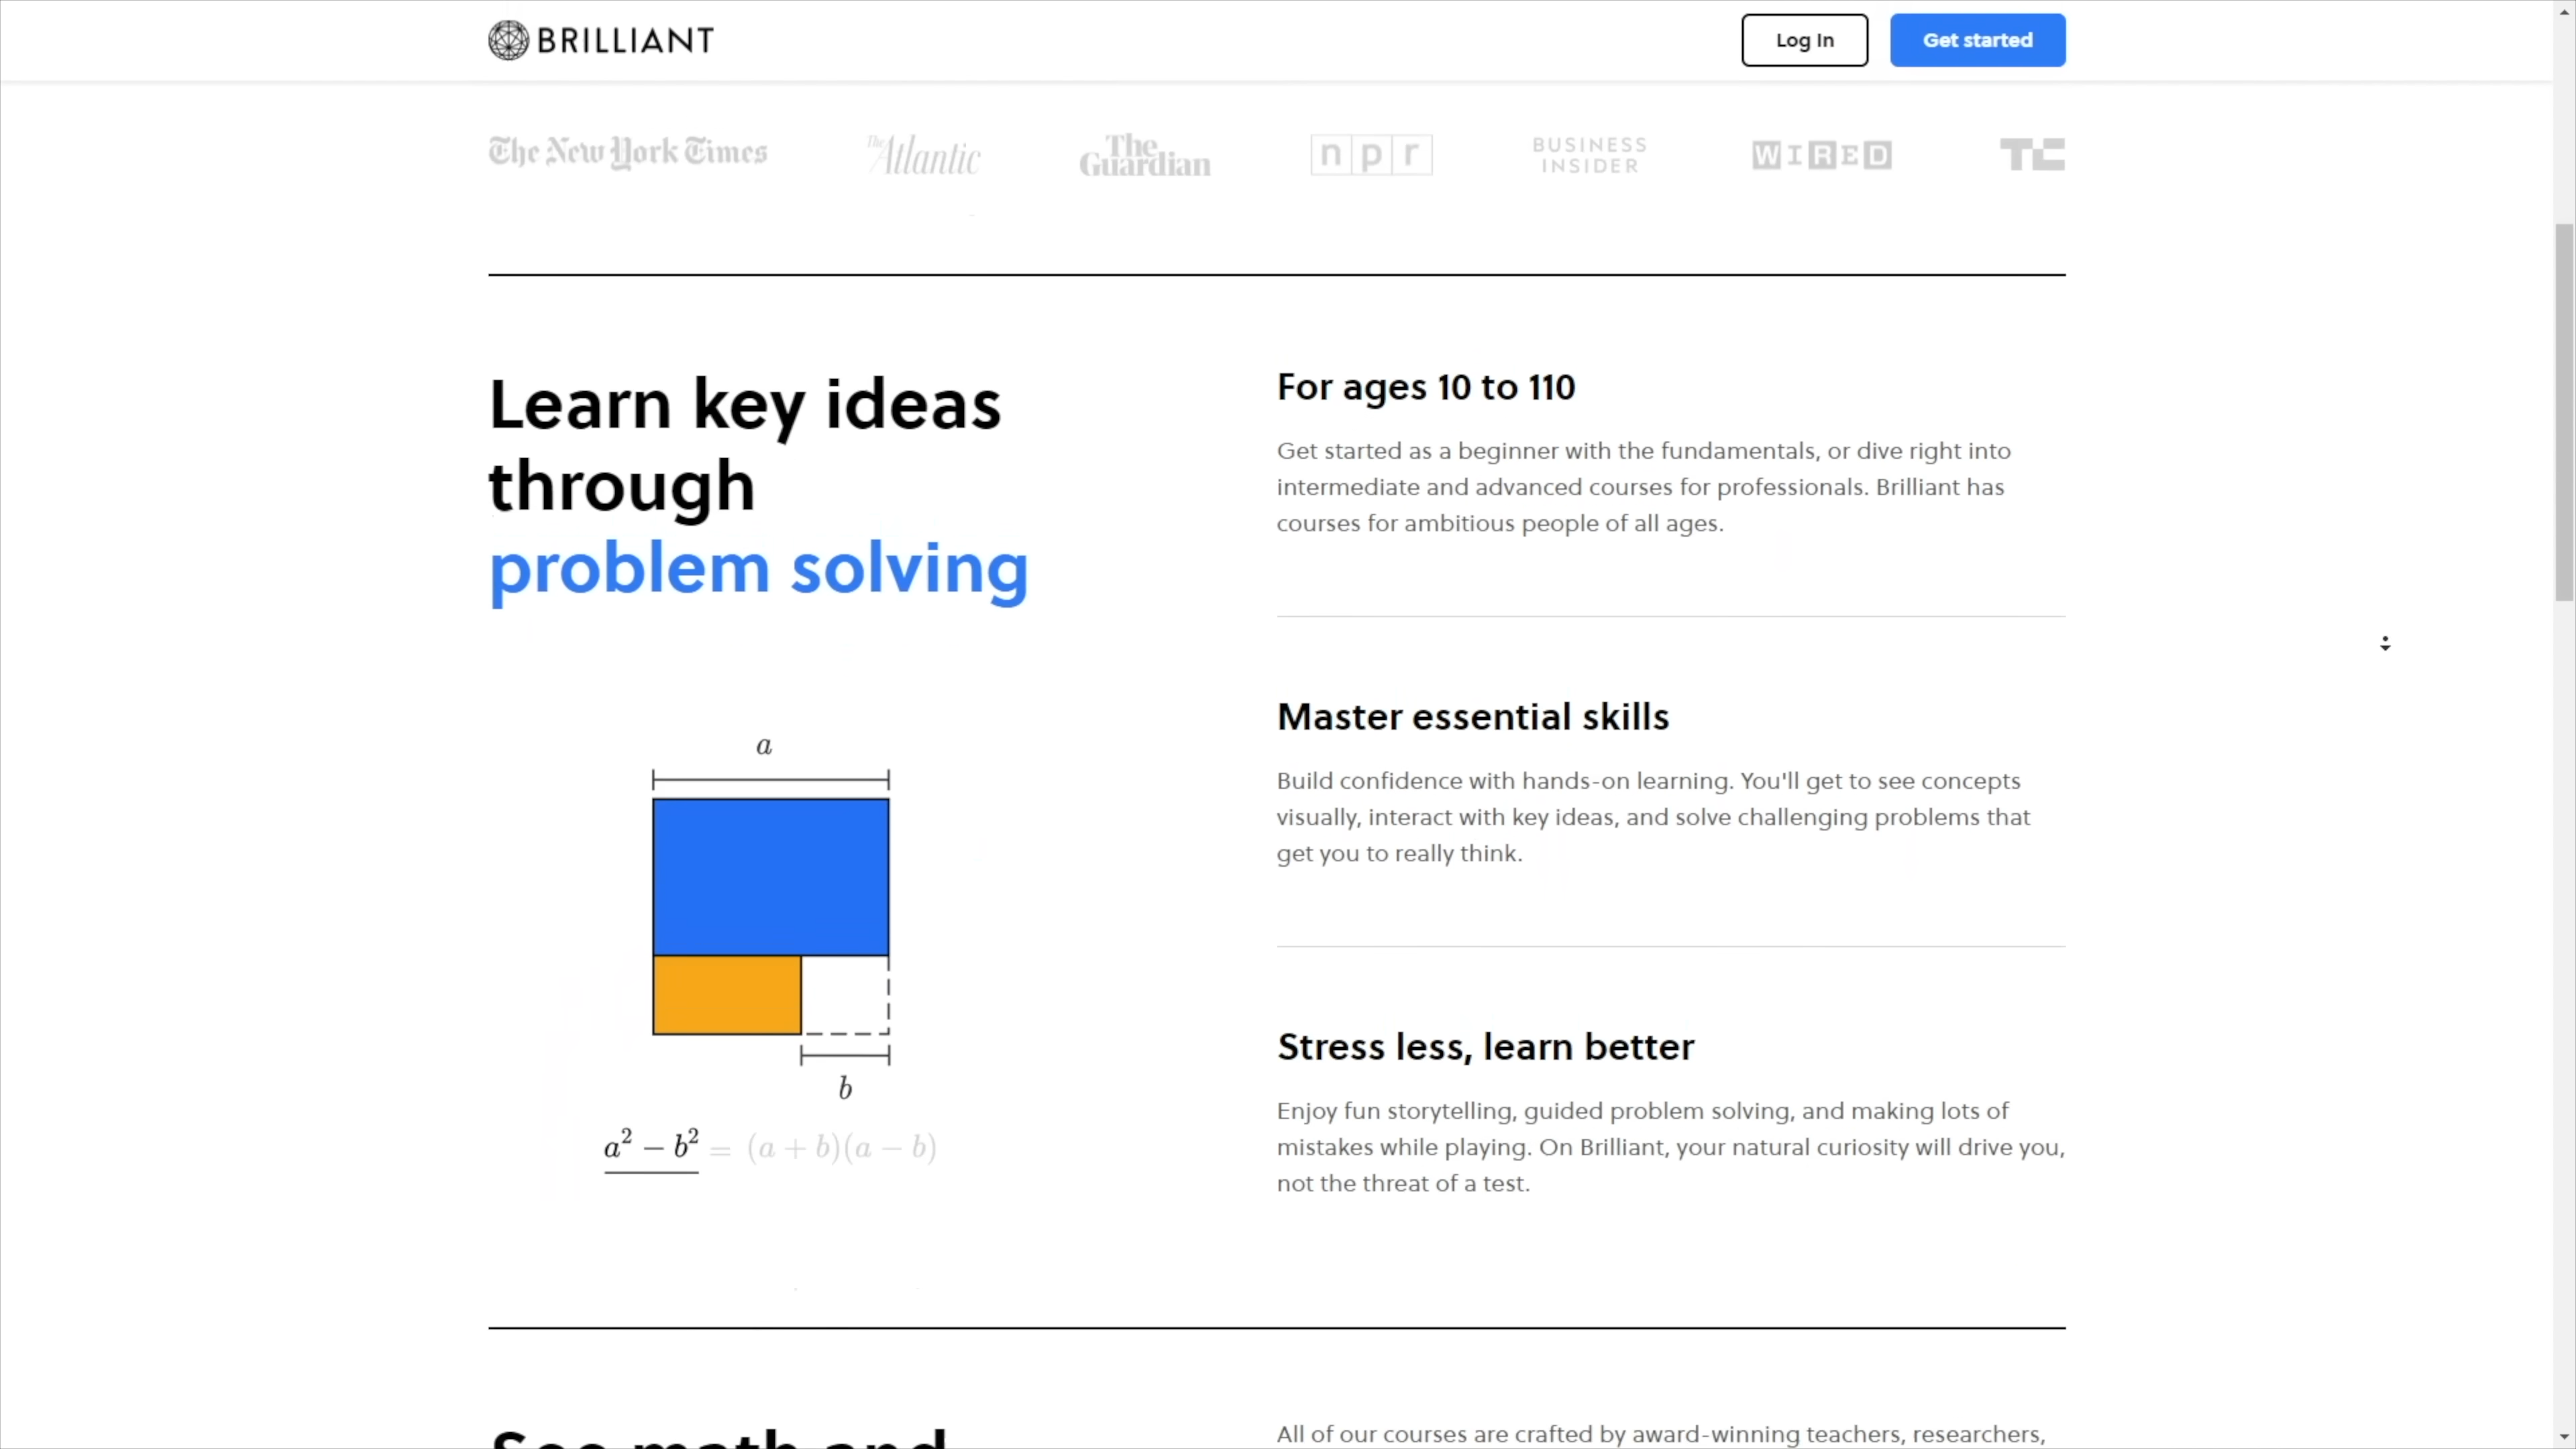 BRILLIANT
Log In
Get started
The New York Times
The Atlantic
The Guardian
npr
BUSINESS INSIDER
WIRED
TC
Learn key ideas
through
problem solving
a
b
a² − b² = (a + b)(a − b)
For ages 10 to 110
Get started as a beginner with the fundamentals, or dive right into
intermediate and advanced courses for professionals. Brilliant has
courses for ambitious people of all ages.
Master essential skills
Build confidence with hands-on learning. You'll get to see concepts
visually, interact with key ideas, and solve challenging problems that
get you to really think.
Stress less, learn better
Enjoy fun storytelling, guided problem solving, and making lots of
mistakes while playing. On Brilliant, your natural curiosity will drive you,
not the threat of a test.
See math and
All of our courses are crafted by award-winning teachers, researchers,